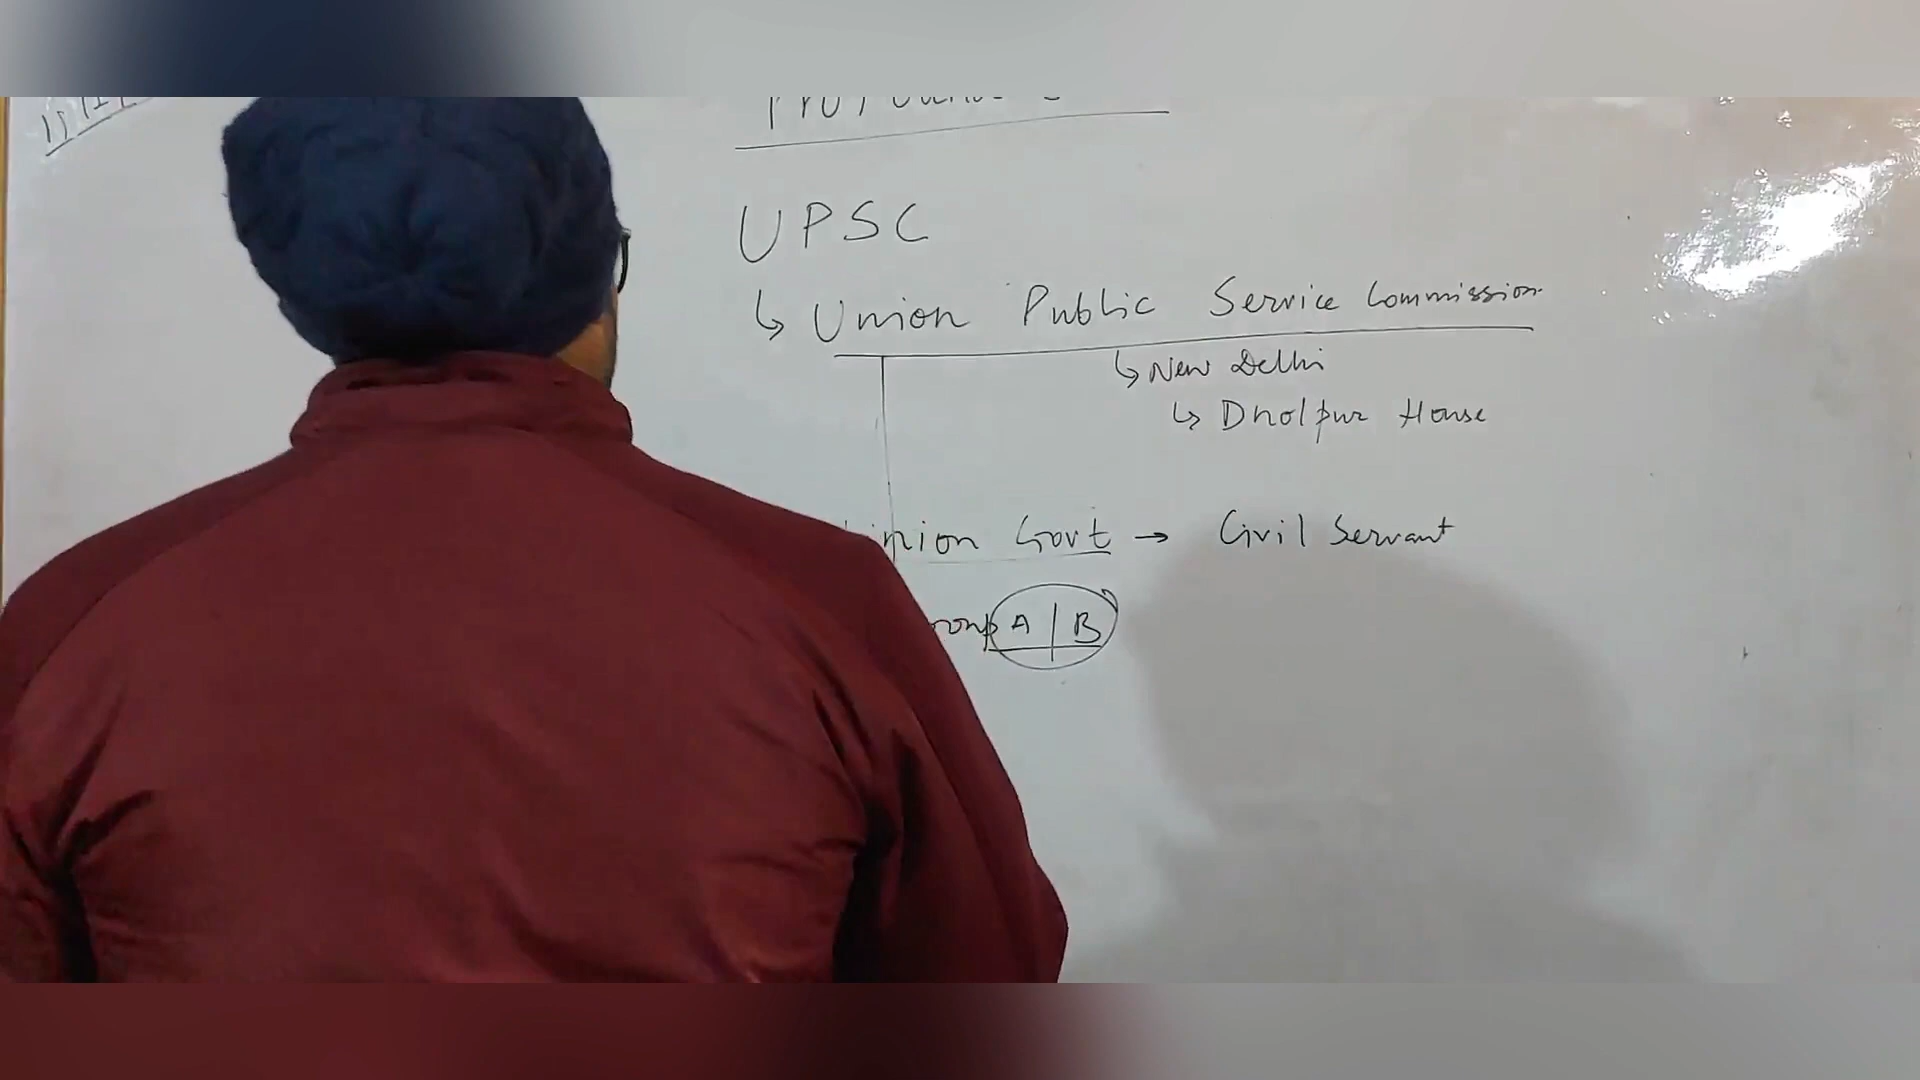 UPSC
↳ Union Public Service Commission
↳ New Delhi
↳ Dholpur House
Govt → Civil Servant
A | B